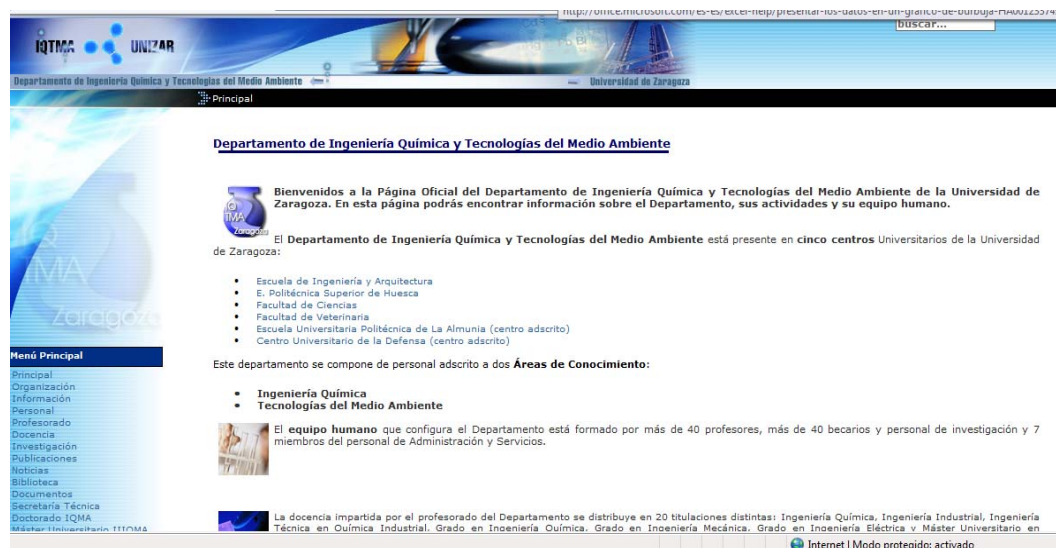 http://office.microsoft.com/es-es/excel-help/presentar-los-datos-en-un-grafico-de-burbuja-HA001233749
buscar...
IQTMA UNIZAR
Departamento de Ingeniería Química y Tecnologías del Medio Ambiente
Universidad de Zaragoza
Principal
Departamento de Ingeniería Química y Tecnologías del Medio Ambiente
Bienvenidos a la Página Oficial del Departamento de Ingeniería Química y Tecnologías del Medio Ambiente de la Universidad de
Zaragoza. En esta página podrás encontrar información sobre el Departamento, sus actividades y su equipo humano.
IQ
TMA
Zaragoza
El Departamento de Ingeniería Química y Tecnologías del Medio Ambiente está presente en cinco centros Universitarios de la Universidad
de Zaragoza:
Escuela de Ingeniería y Arquitectura
E. Politécnica Superior de Huesca
Facultad de Ciencias
Facultad de Veterinaria
Escuela Universitaria Politécnica de La Almunia (centro adscrito)
Centro Universitario de la Defensa (centro adscrito)
Este departamento se compone de personal adscrito a dos Áreas de Conocimiento:
Ingeniería Química
Tecnologías del Medio Ambiente
El equipo humano que configura el Departamento está formado por más de 40 profesores, más de 40 becarios y personal de investigación y 7
miembros del personal de Administración y Servicios.
La docencia impartida por el profesorado del Departamento se distribuye en 20 titulaciones distintas: Ingeniería Química, Ingeniería Industrial, Ingeniería
Técnica en Química Industrial, Grado en Ingeniería Química, Grado en Ingeniería Mecánica, Grado en Ingeniería Eléctrica y Máster Universitario en
IQ
TMA
Zaragoza
Menú Principal
Principal
Organización
Información
Personal
Profesorado
Docencia
Investigación
Publicaciones
Noticias
Biblioteca
Documentos
Secretaría Técnica
Doctorado IQMA
Máster Universitario IIIQMA
Internet | Modo protegido: activado